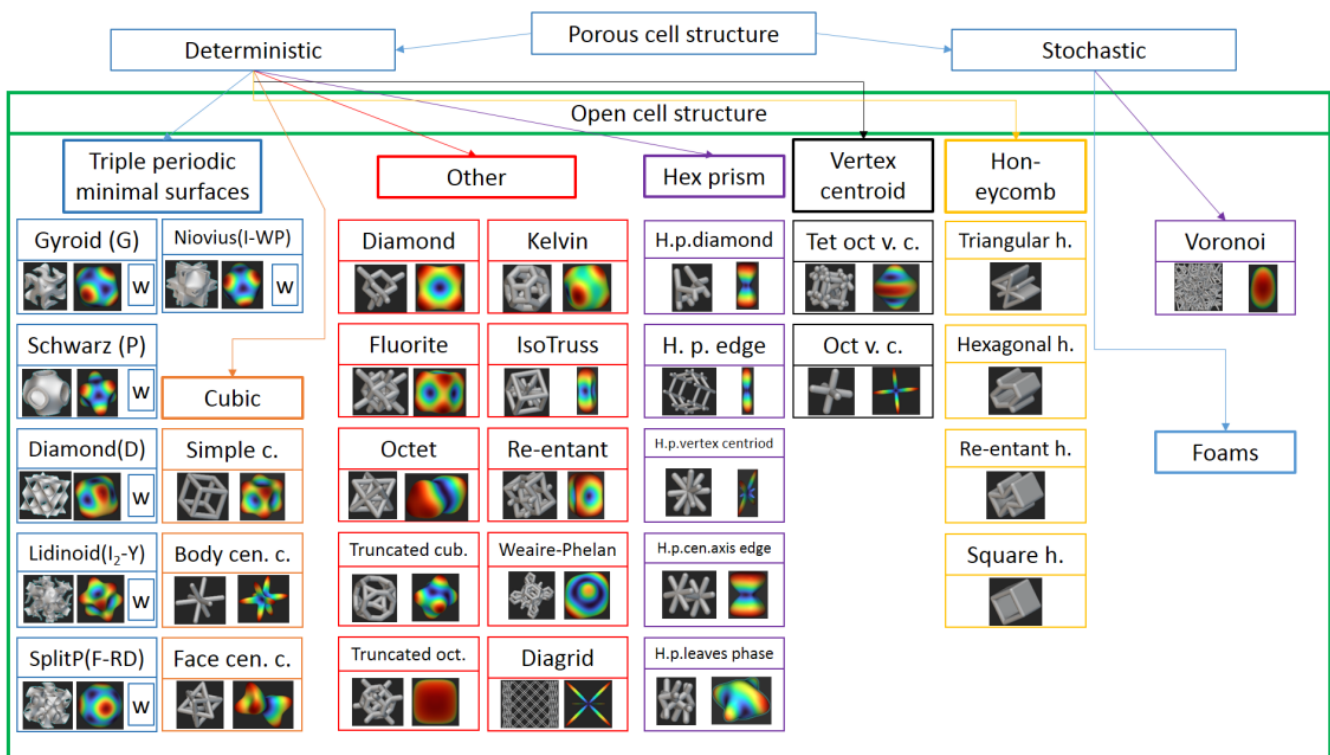 Porous cell structure
Deterministic
Stochastic
Open cell structure
Triple periodic
minimal surfaces
Other
Hex prism
Vertex
centroid
Hon-
eycomb
Gyroid (G)
W
Niovius(I-WP)
W
Schwarz (P)
W
Diamond(D)
W
Lidinoid(I₂-Y)
W
SplitP(F-RD)
W
Cubic
Simple c.
Body cen. c.
Face cen. c.
Diamond
Kelvin
Fluorite
IsoTruss
Octet
Re-entant
Truncated cub.
Weaire-Phelan
Truncated oct.
Diagrid
H.p.diamond
H. p. edge
H.p.vertex centriod
H.p.cen.axis edge
H.p.leaves phase
Tet oct v. c.
Oct v. c.
Triangular h.
Hexagonal h.
Re-entant h.
Square h.
Voronoi
Foams